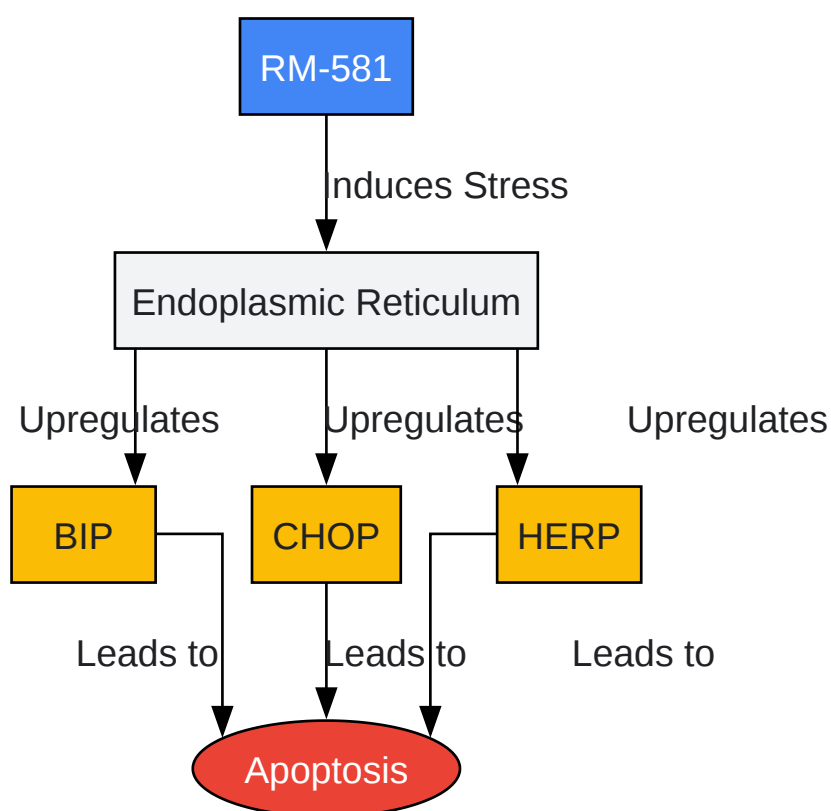 RM-581
Induces Stress
Endoplasmic Reticulum
Upregulates Upregulates Upregulates
BIP CHOP HERP
Leads to Leads to Leads to
Apoptosis